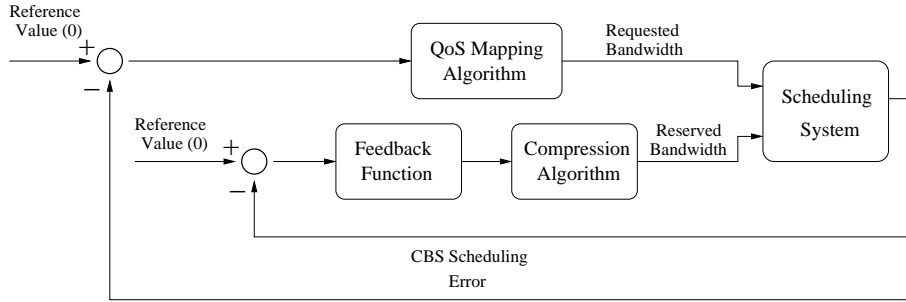 Reference
Value (0)
+
−
QoS Mapping
Algorithm
Requested
Bandwidth
Scheduling
System
Reference
Value (0)
+
−
Feedback
Function
Compression
Algorithm
Reserved
Bandwidth
CBS Scheduling
Error